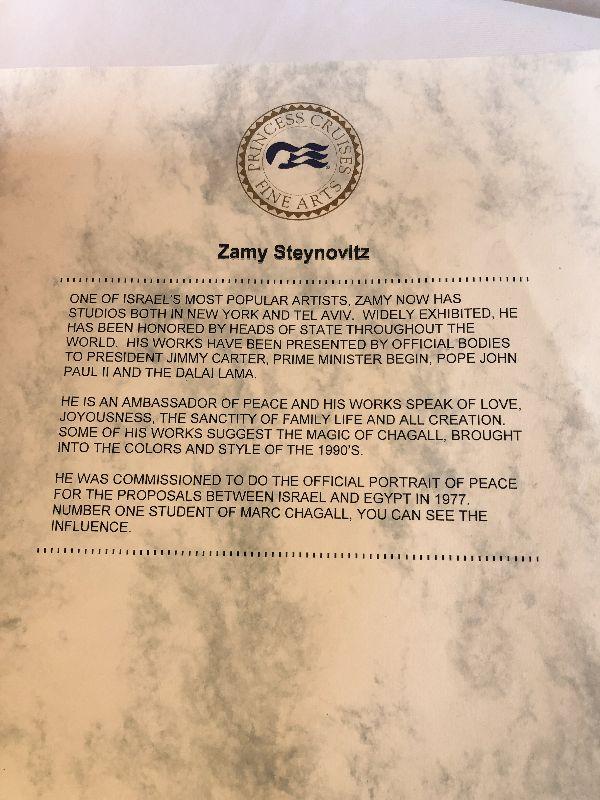 PRINCESS CRUISES
FINE ARTS
Zamy Steynovitz
ONE OF ISRAEL'S MOST POPULAR ARTISTS, ZAMY NOW HAS
STUDIOS BOTH IN NEW YORK AND TEL AVIV. WIDELY EXHIBITED, HE
HAS BEEN HONORED BY HEADS OF STATE THROUGHOUT THE
WORLD. HIS WORKS HAVE BEEN PRESENTED BY OFFICIAL BODIES
TO PRESIDENT JIMMY CARTER, PRIME MINISTER BEGIN, POPE JOHN
PAUL II AND THE DALAI LAMA.
HE IS AN AMBASSADOR OF PEACE AND HIS WORKS SPEAK OF LOVE,
JOYOUSNESS, THE SANCTITY OF FAMILY LIFE AND ALL CREATION.
SOME OF HIS WORKS SUGGEST THE MAGIC OF CHAGALL, BROUGHT
INTO THE COLORS AND STYLE OF THE 1990'S.
HE WAS COMMISSIONED TO DO THE OFFICIAL PORTRAIT OF PEACE
FOR THE PROPOSALS BETWEEN ISRAEL AND EGYPT IN 1977.
NUMBER ONE STUDENT OF MARC CHAGALL, YOU CAN SEE THE
INFLUENCE.